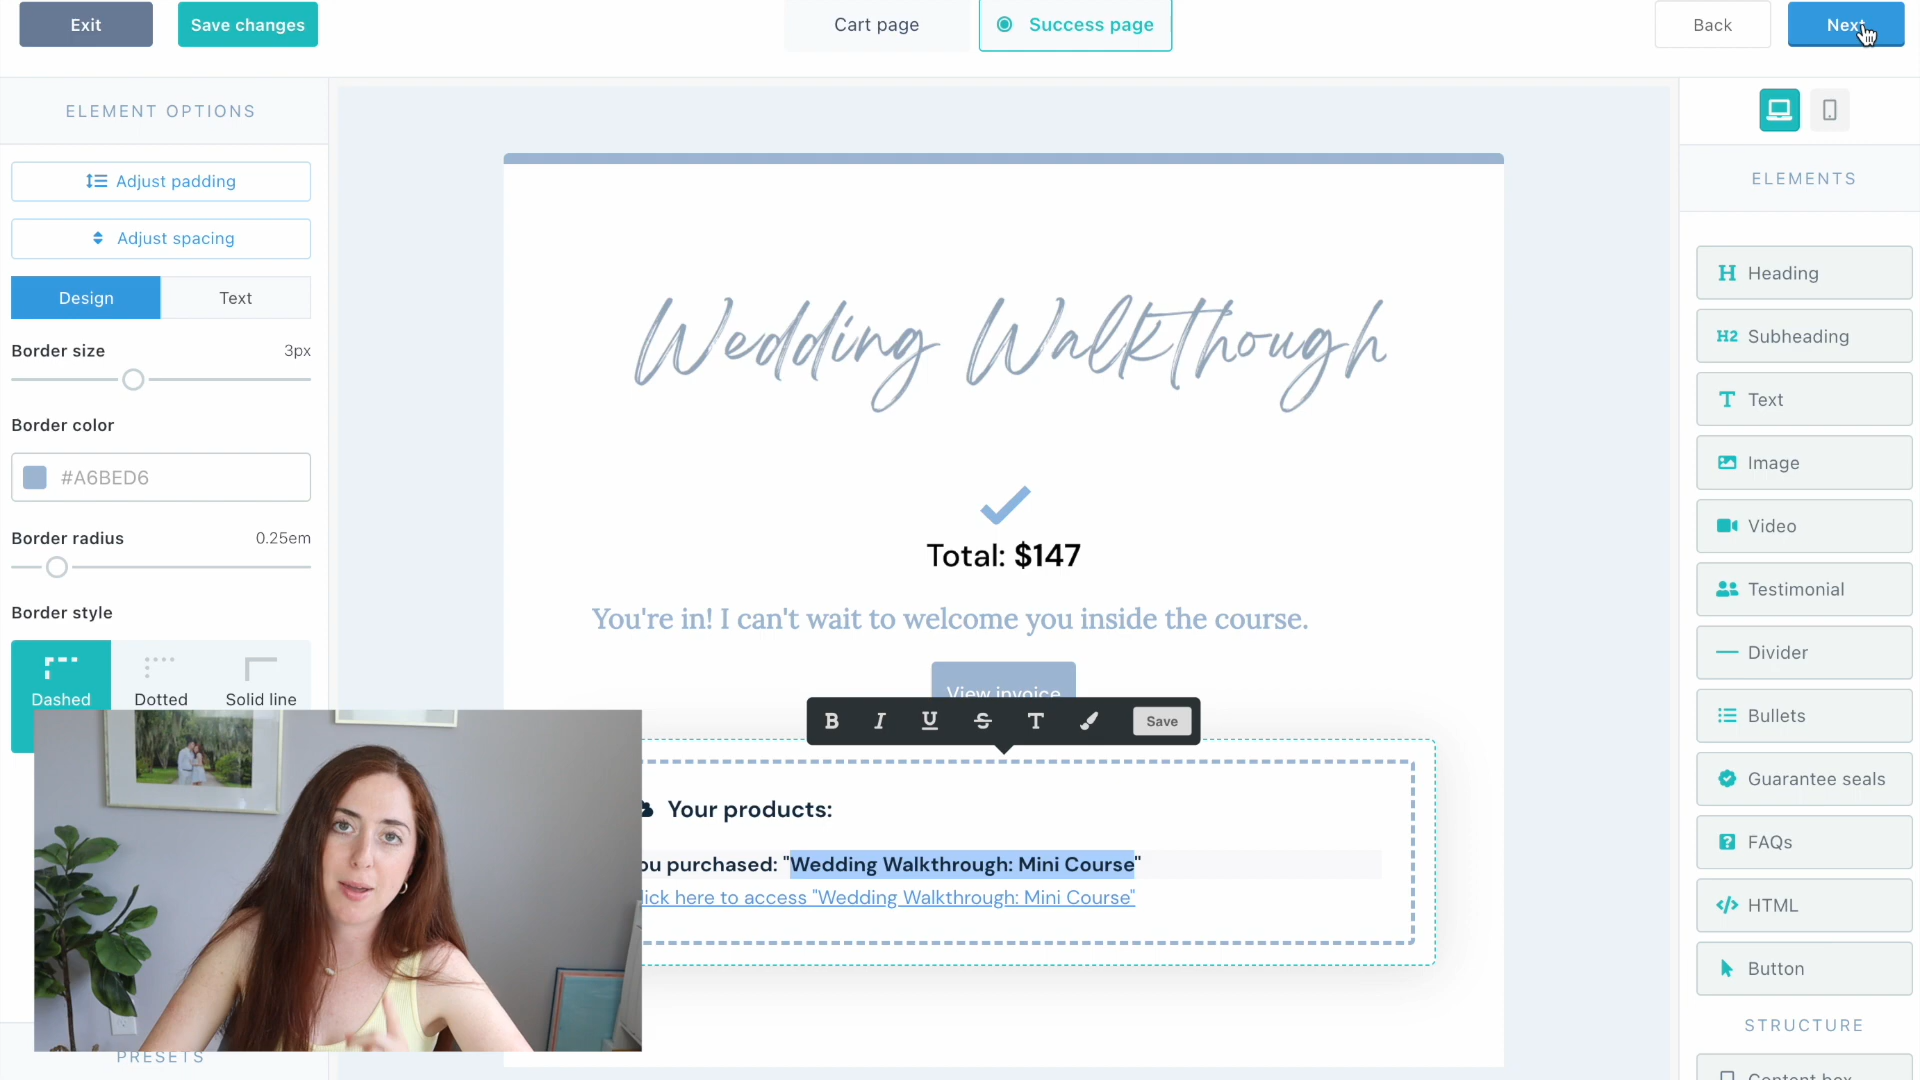 Exit
Save changes
Cart page
Success page
Back
Next
ELEMENT OPTIONS
Adjust padding
Adjust spacing
Design
Text
Border size
3px
Border color
#A6BED6
Border radius
0.25em
Border style
Dashed
Dotted
Solid line
PRESETS
Wedding Walkthough
Total: $147
You're in! I can't wait to welcome you inside the course.
View invoice
B I U S T
Save
Your products:
ou purchased: "Wedding Walkthrough: Mini Course"
ick here to access "Wedding Walkthrough: Mini Course"
ELEMENTS
H Heading
H2 Subheading
T Text
Image
Video
Testimonial
Divider
Bullets
Guarantee seals
FAQs
HTML
Button
STRUCTURE
Content box